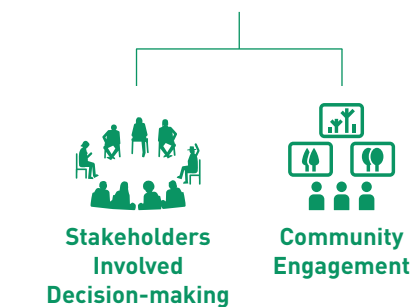 Stakeholders
Involved
Decision-making
Community
Engagement